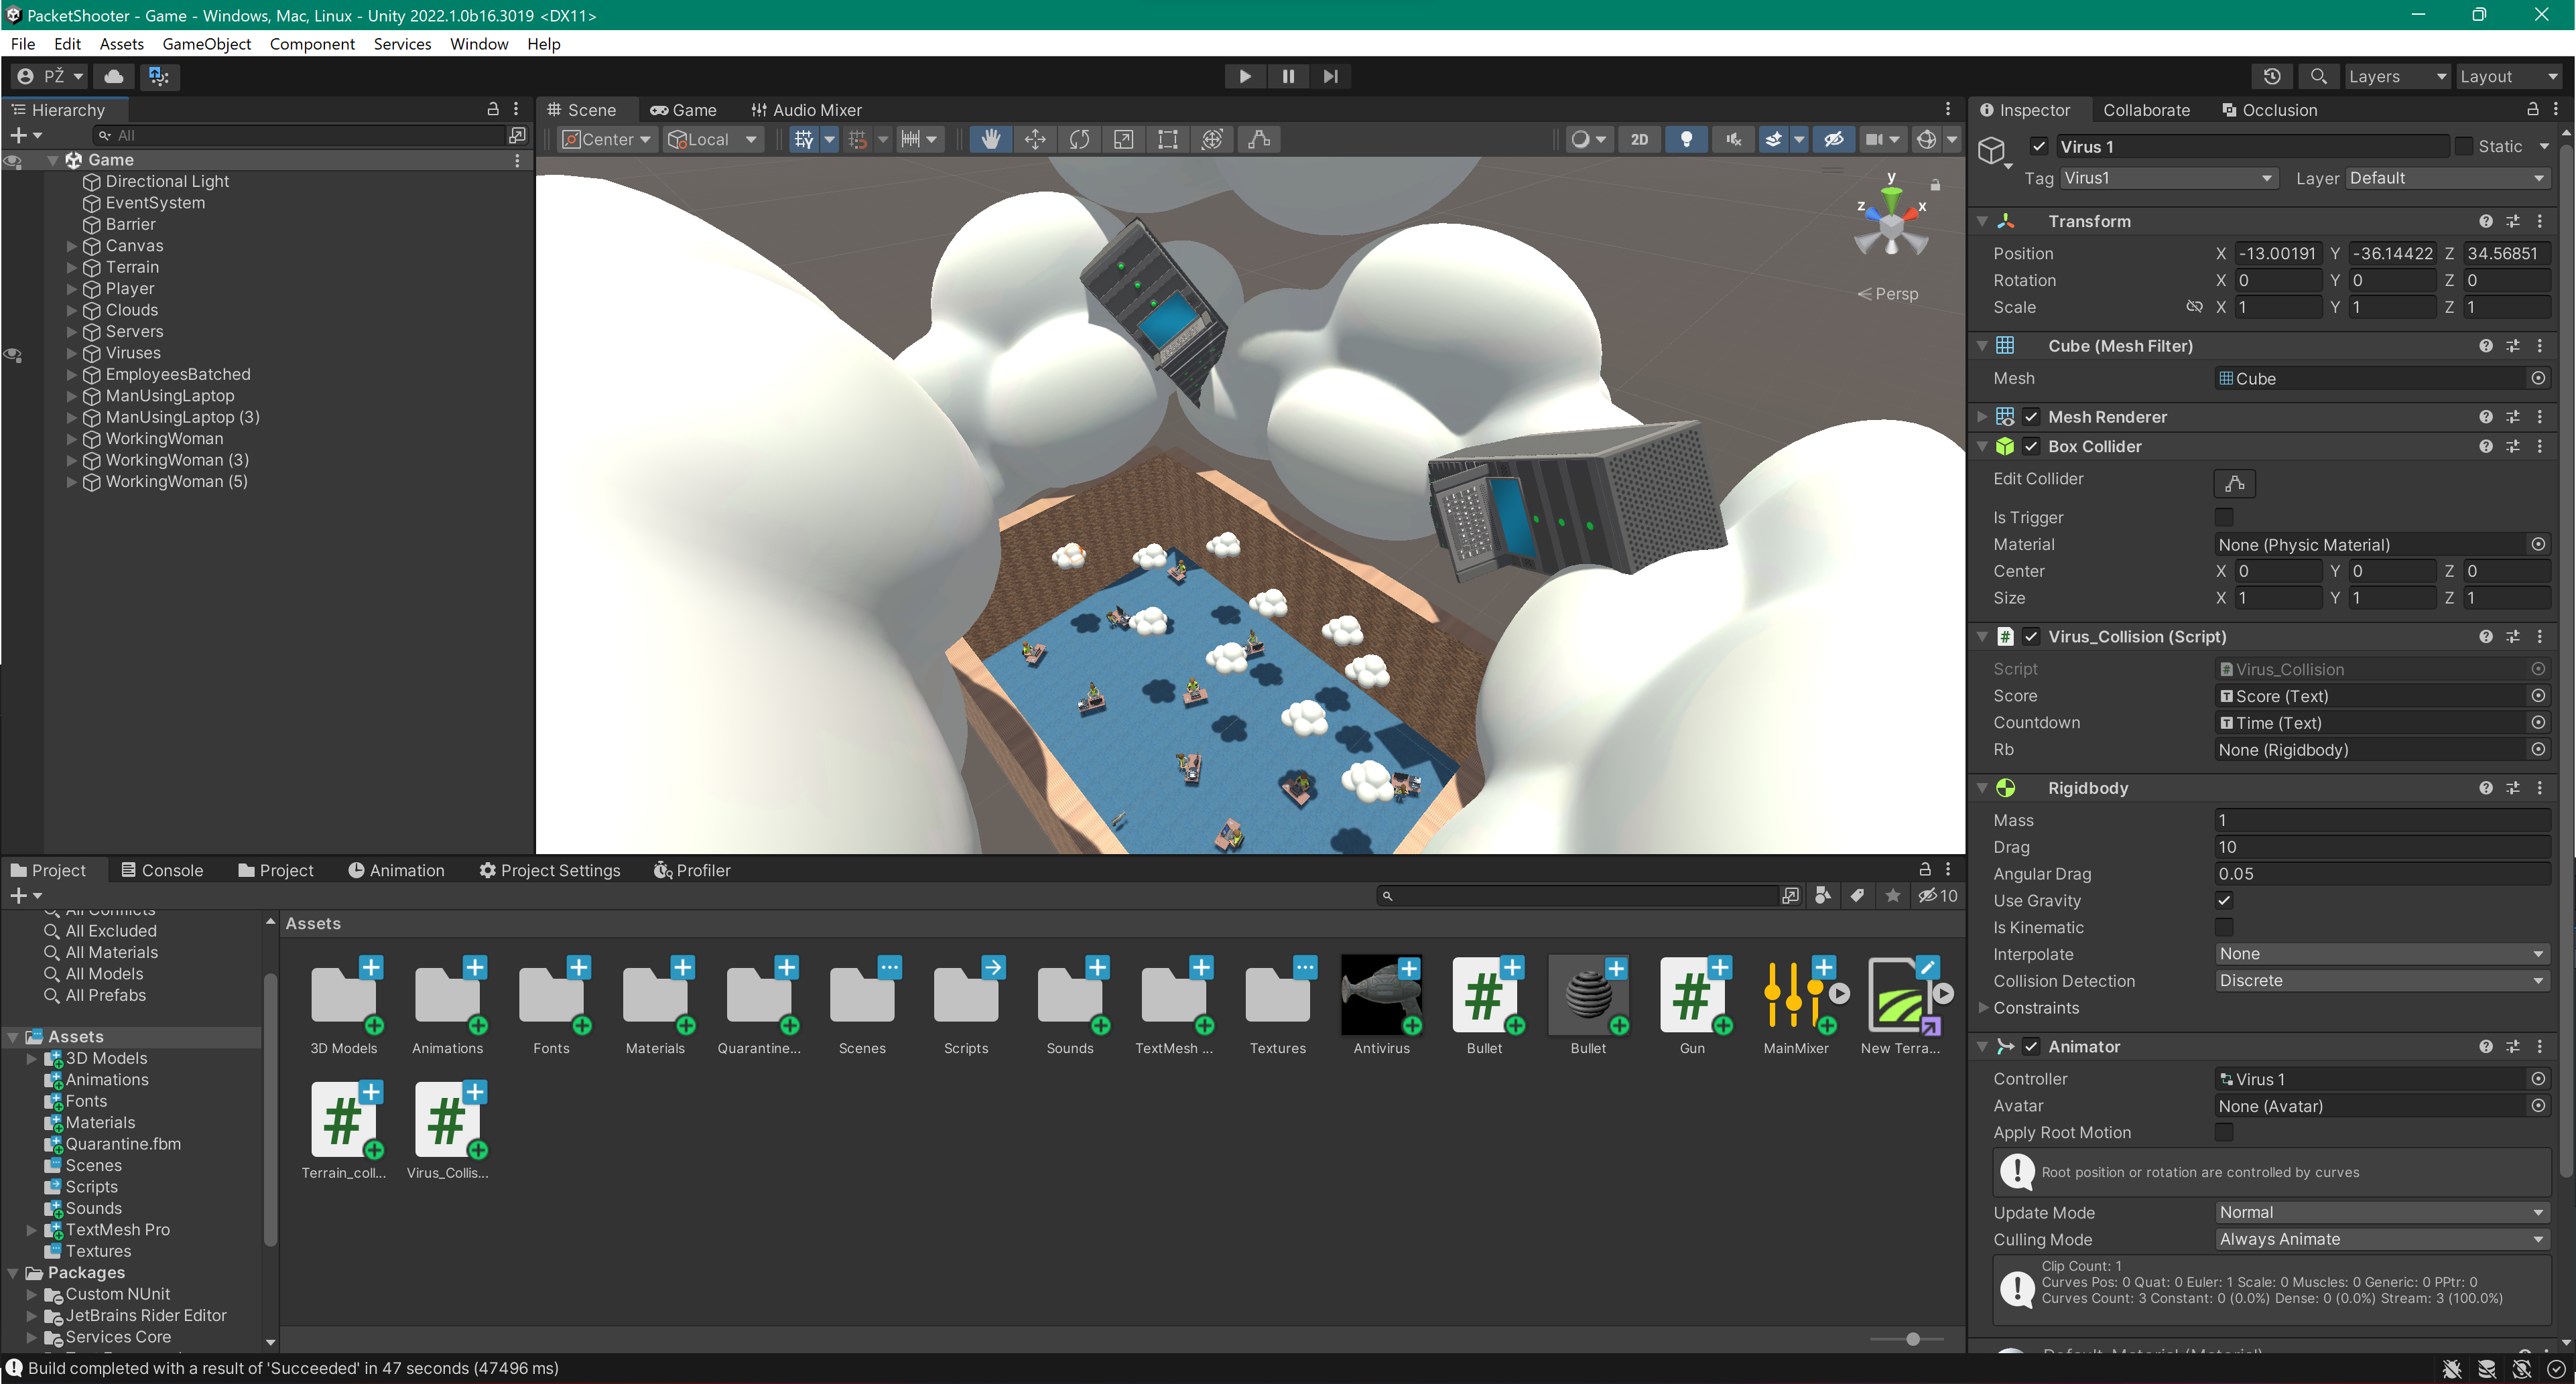 PacketShooter - Game - Windows, Mac, Linux - Unity 2022.1.0b16.3019 <DX11>
File Edit Assets GameObject Component Services Window Help
PŽ Layers Layout
Hierarchy
All
Game
Directional Light
EventSystem
Barrier
Canvas
Terrain
Player
Clouds
Servers
Viruses
EmployeesBatched
ManUsingLaptop
ManUsingLaptop (3)
WorkingWoman
WorkingWoman (3)
WorkingWoman (5)
Scene Game Audio Mixer
Center Local 2D
y
z x
Persp
Inspector Collaborate Occlusion
Virus 1 Static
Tag Virus1 Layer Default
Transform
Position X -13.00191 Y -36.14422 Z 34.56851
Rotation X 0 Y 0 Z 0
Scale X 1 Y 1 Z 1
Cube (Mesh Filter)
Mesh Cube
Mesh Renderer
Box Collider
Edit Collider
Is Trigger
Material None (Physic Material)
Center X 0 Y 0 Z 0
Size X 1 Y 1 Z 1
Virus_Collision (Script)
Script Virus_Collision
Score Score (Text)
Countdown Time (Text)
Rb None (Rigidbody)
Rigidbody
Mass 1
Drag 10
Angular Drag 0.05
Use Gravity
Is Kinematic
Interpolate None
Collision Detection Discrete
Constraints
Animator
Controller Virus 1
Avatar None (Avatar)
Apply Root Motion
Root position or rotation are controlled by curves
Update Mode Normal
Culling Mode Always Animate
Clip Count: 1
Curves Pos: 0 Quat: 0 Euler: 1 Scale: 0 Muscles: 0 Generic: 0 PPtr: 0
Curves Count: 3 Constant: 0 (0.0%) Dense: 0 (0.0%) Stream: 3 (100.0%)
Project Console Project Animation Project Settings Profiler
10
All Conflicts
All Excluded
All Materials
All Models
All Prefabs
Assets
3D Models
Animations
Fonts
Materials
Quarantine.fbm
Scenes
Scripts
Sounds
TextMesh Pro
Textures
Packages
Custom NUnit
JetBrains Rider Editor
Services Core
Assets
3D Models Animations Fonts Materials Quarantine... Scenes Scripts Sounds TextMesh ... Textures Antivirus Bullet Bullet Gun MainMixer New Terra...
Terrain_coll... Virus_Collis...
Build completed with a result of 'Succeeded' in 47 seconds (47496 ms)